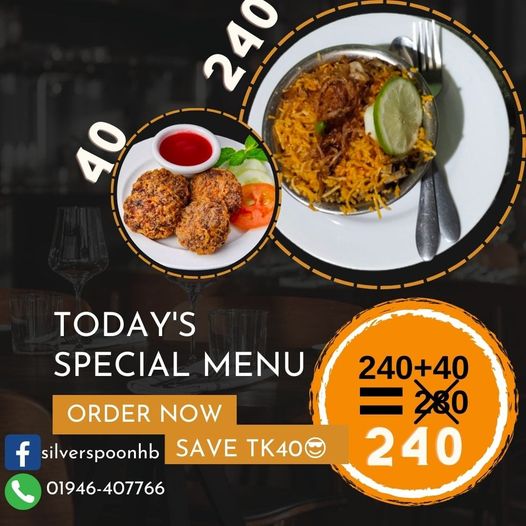 240
40
TODAY'S
SPECIAL MENU
ORDER NOW
SAVE TK40😎
silverspoonhb
01946-407766
240+40
= 280
240